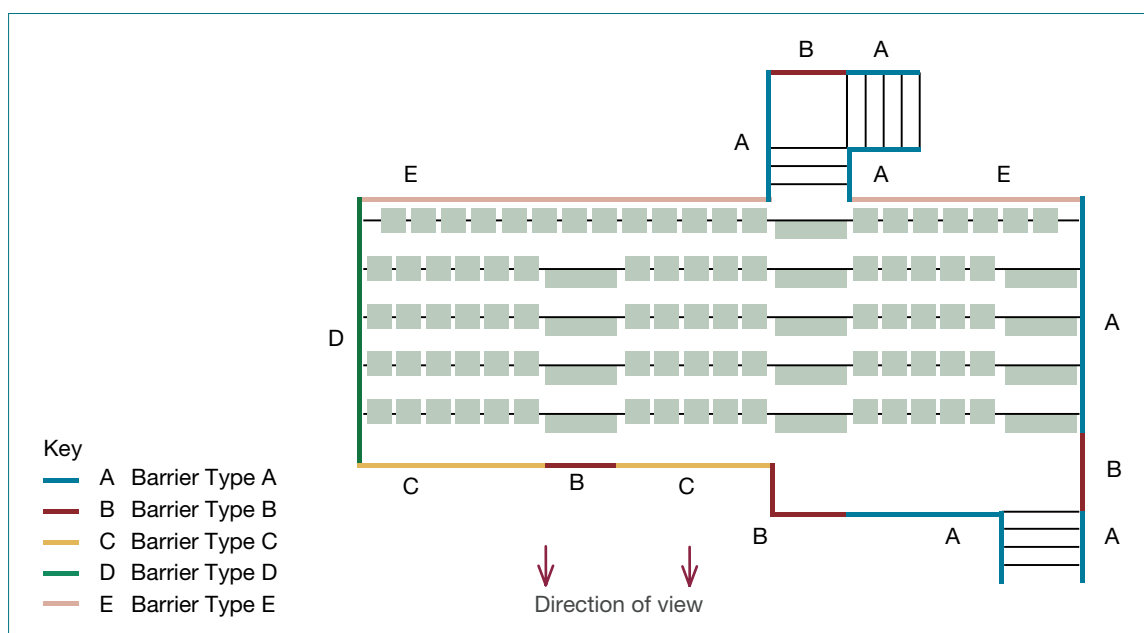 B A
A
E A E
D A
Key
A Barrier Type A
B Barrier Type B
C Barrier Type C
D Barrier Type D
E Barrier Type E
C B C B
B A A
Direction of view